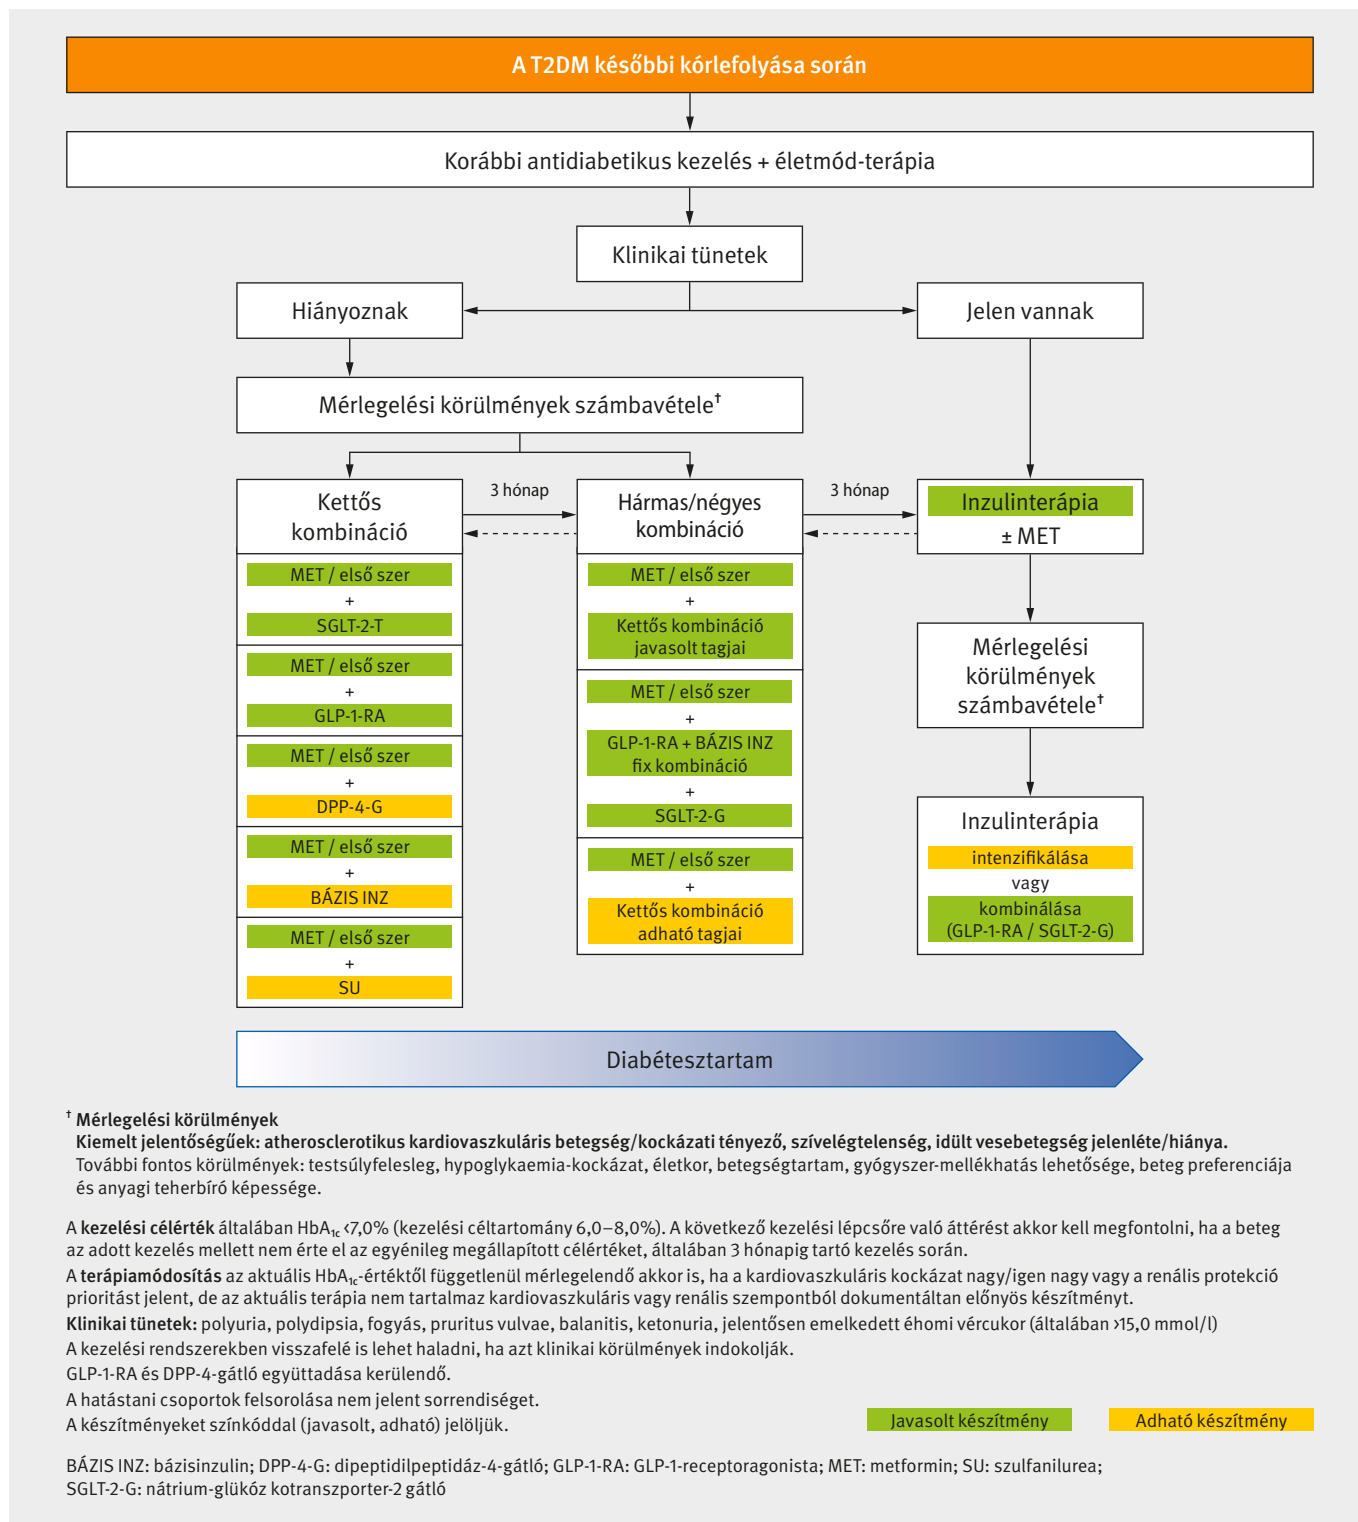 A T2DM későbbi kórlefolyása során
Korábbi antidiabetikus kezelés + életmód-terápia
Klinikai tünetek
Hiányoznak
Jelen vannak
Mérlegelési körülmények számbavétele†
Kettős
kombináció
3 hónap
Hármas/négyes
kombináció
3 hónap
Inzulinterápia
± MET
MET / első szer
+
SGLT-2-T
MET / első szer
+
GLP-1-RA
MET / első szer
+
DPP-4-G
MET / első szer
+
BÁZIS INZ
MET / első szer
+
SU
MET / első szer
+
Kettős kombináció
javasolt tagjai
MET / első szer
+
GLP-1-RA + BÁZIS INZ
fix kombináció
+
SGLT-2-G
MET / első szer
+
Kettős kombináció
adható tagjai
Mérlegelési
körülmények
számbavétele†
Inzulinterápia
intenzifikálása
vagy
kombinálása
(GLP-1-RA / SGLT-2-G)
Diabétesztartam
† Mérlegelési körülmények
Kiemelt jelentőségűek: atherosclerotikus kardiovaszkuláris betegség/kockázati tényező, szívelégtelenség, idült vesebetegség jelenléte/hiánya.
További fontos körülmények: testsúlyfelesleg, hypoglykaemia-kockázat, életkor, betegségtartam, gyógyszer-mellékhatás lehetősége, beteg preferenciája
és anyagi teherbíró képessége.
A kezelési célérték általában HbA1c <7,0% (kezelési céltartomány 6,0–8,0%). A következő kezelési lépcsőre való áttérést akkor kell megfontolni, ha a beteg
az adott kezelés mellett nem érte el az egyénileg megállapított célértéket, általában 3 hónapig tartó kezelés során.
A terápiamódosítás az aktuális HbA1c-értéktől függetlenül mérlegelendő akkor is, ha a kardiovaszkuláris kockázat nagy/igen nagy vagy a renális protekció
prioritást jelent, de az aktuális terápia nem tartalmaz kardiovaszkuláris vagy renális szempontból dokumentáltan előnyös készítményt.
Klinikai tünetek: polyuria, polydipsia, fogyás, pruritus vulvae, balanitis, ketonuria, jelentősen emelkedett éhomi vércukor (általában >15,0 mmol/l)
A kezelési rendszerekben visszafelé is lehet haladni, ha azt klinikai körülmények indokolják.
GLP-1-RA és DPP-4-gátló együttadása kerülendő.
A hatástani csoportok felsorolása nem jelent sorrendiséget.
A készítményeket színkóddal (javasolt, adható) jelöljük.
Javasolt készítmény
Adható készítmény
BÁZIS INZ: bázisinzulin; DPP-4-G: dipeptidilpeptidáz-4-gátló; GLP-1-RA: GLP-1-receptoragonista; MET: metformin; SU: szulfanilurea;
SGLT-2-G: nátrium-glükóz kotranszporter-2 gátló